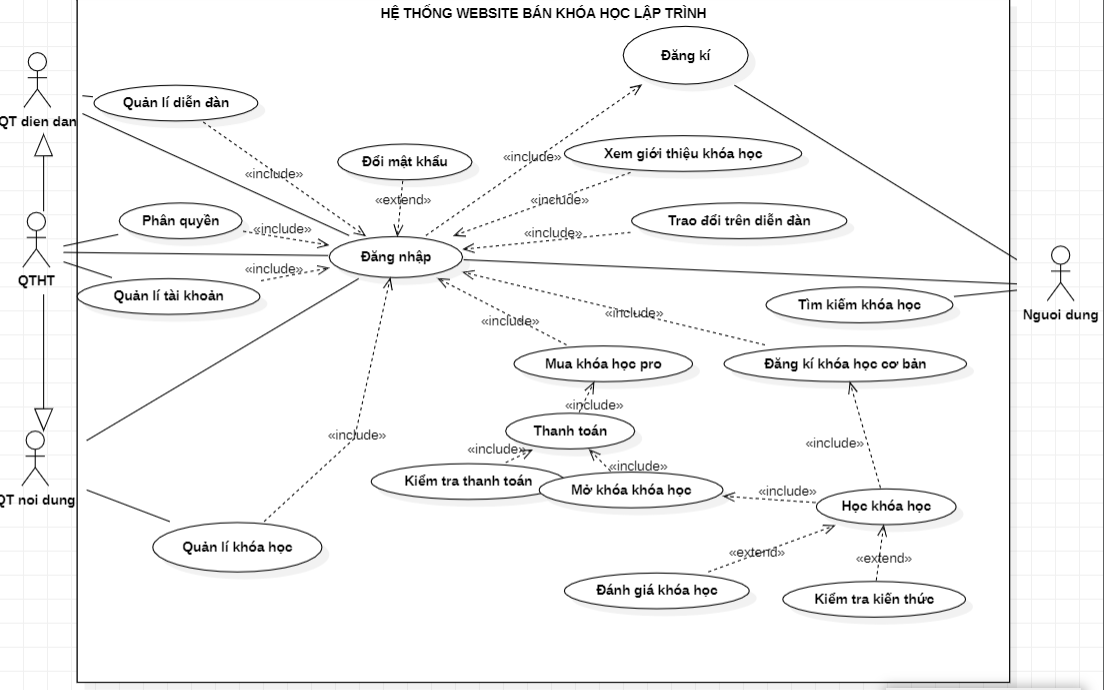 HỆ THỐNG WEBSITE BÁN KHÓA HỌC LẬP TRÌNH
Đăng kí
Quản lí diễn đàn
QT dien dan
Đổi mật khẩu
«include»
Xem giới thiệu khóa học
«include»
«extend»
«include»
Phân quyền
«include»
Trao đổi trên diễn đàn
«include»
Đăng nhập
«include»
QTHT
Quản lí tài khoản
Tìm kiếm khóa học
Nguoi dung
«include»
«include»
Mua khóa học pro
Đăng kí khóa học cơ bản
«include»
Thanh toán
«include»
«include»
«include»
«include»
Kiểm tra thanh toán
Mở khóa khóa học
«include»
QT noi dung
Học khóa học
Quản lí khóa học
«extend»
«extend»
Đánh giá khóa học
Kiểm tra kiến thức